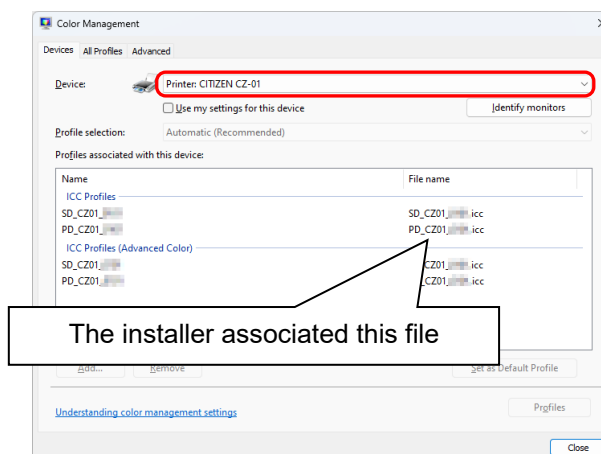 Color Management
Devices All Profiles Advanced
Device: Printer: CITIZEN CZ-01
Use my settings for this device Identify monitors
Profile selection: Automatic (Recommended)
Profiles associated with this device:
Name File name
ICC Profiles
SD_CZ01_ SD_CZ01_ .icc
PD_CZ01_ PD_CZ01_ .icc
ICC Profiles (Advanced Color)
SD_CZ01_ CZ01_ .icc
PD_CZ01_ _CZ01_ .icc
The installer associated this file
Add... Remove Set as Default Profile
Understanding color management settings Profiles
Close